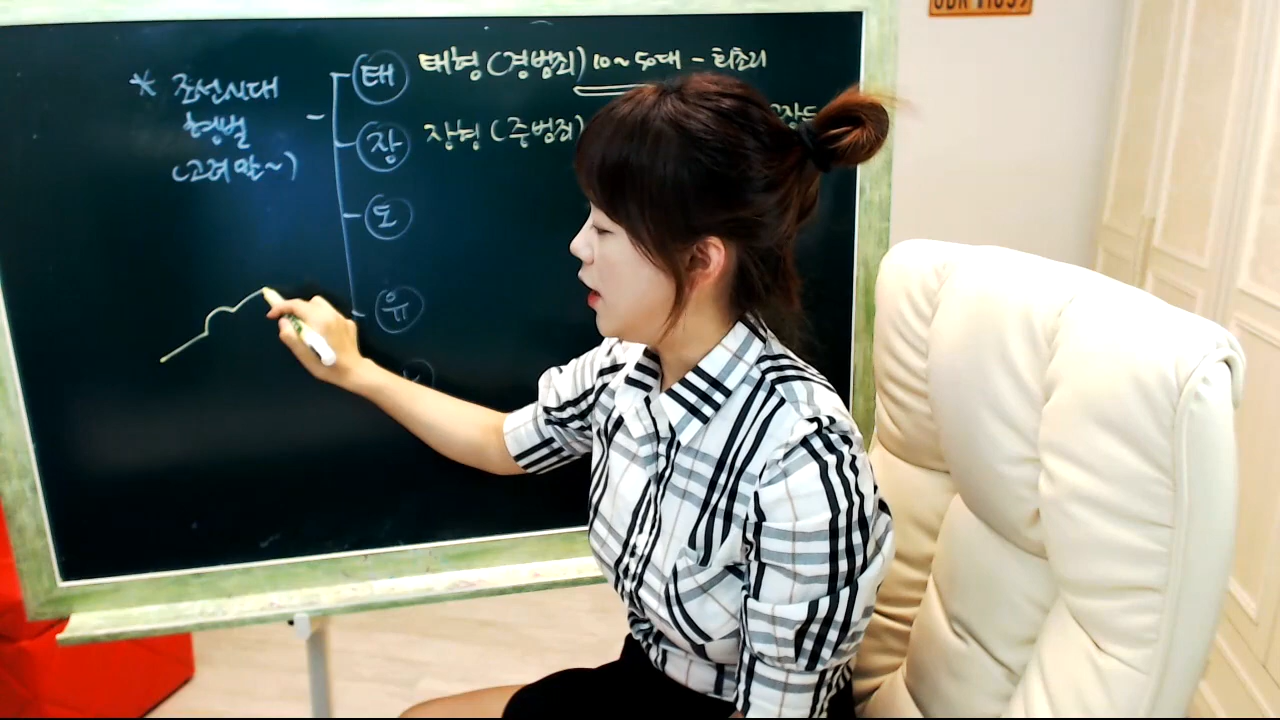 * 조선시대
형벌
(고려 말~)
태
태형 (경범죄) 10~50대 - 회초리
장
장형 (중범죄)
도
유